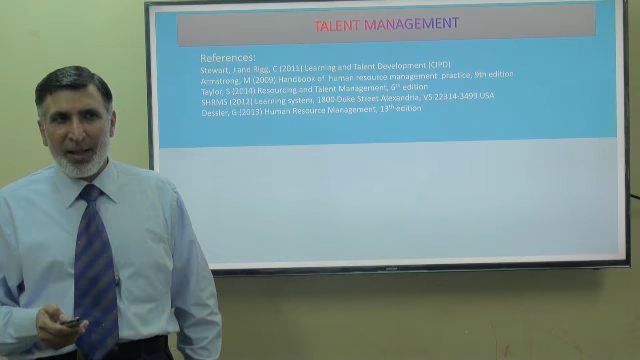 TALENT MANAGEMENT
References:
Stewart, J and Rigg, C (2011) Learning and Talent Development (CIPD)
Armstrong, M (2009) Handbook of human resource management practice, 9th edition
Taylor, S (2014) Resourcing and Talent Management, 6th edition
SHRMS (2012) Learning system, 1800 Duke Street Alexandria, VS 22314-3499 USA
Dessler, G (2013) Human Resource Management, 13th edition